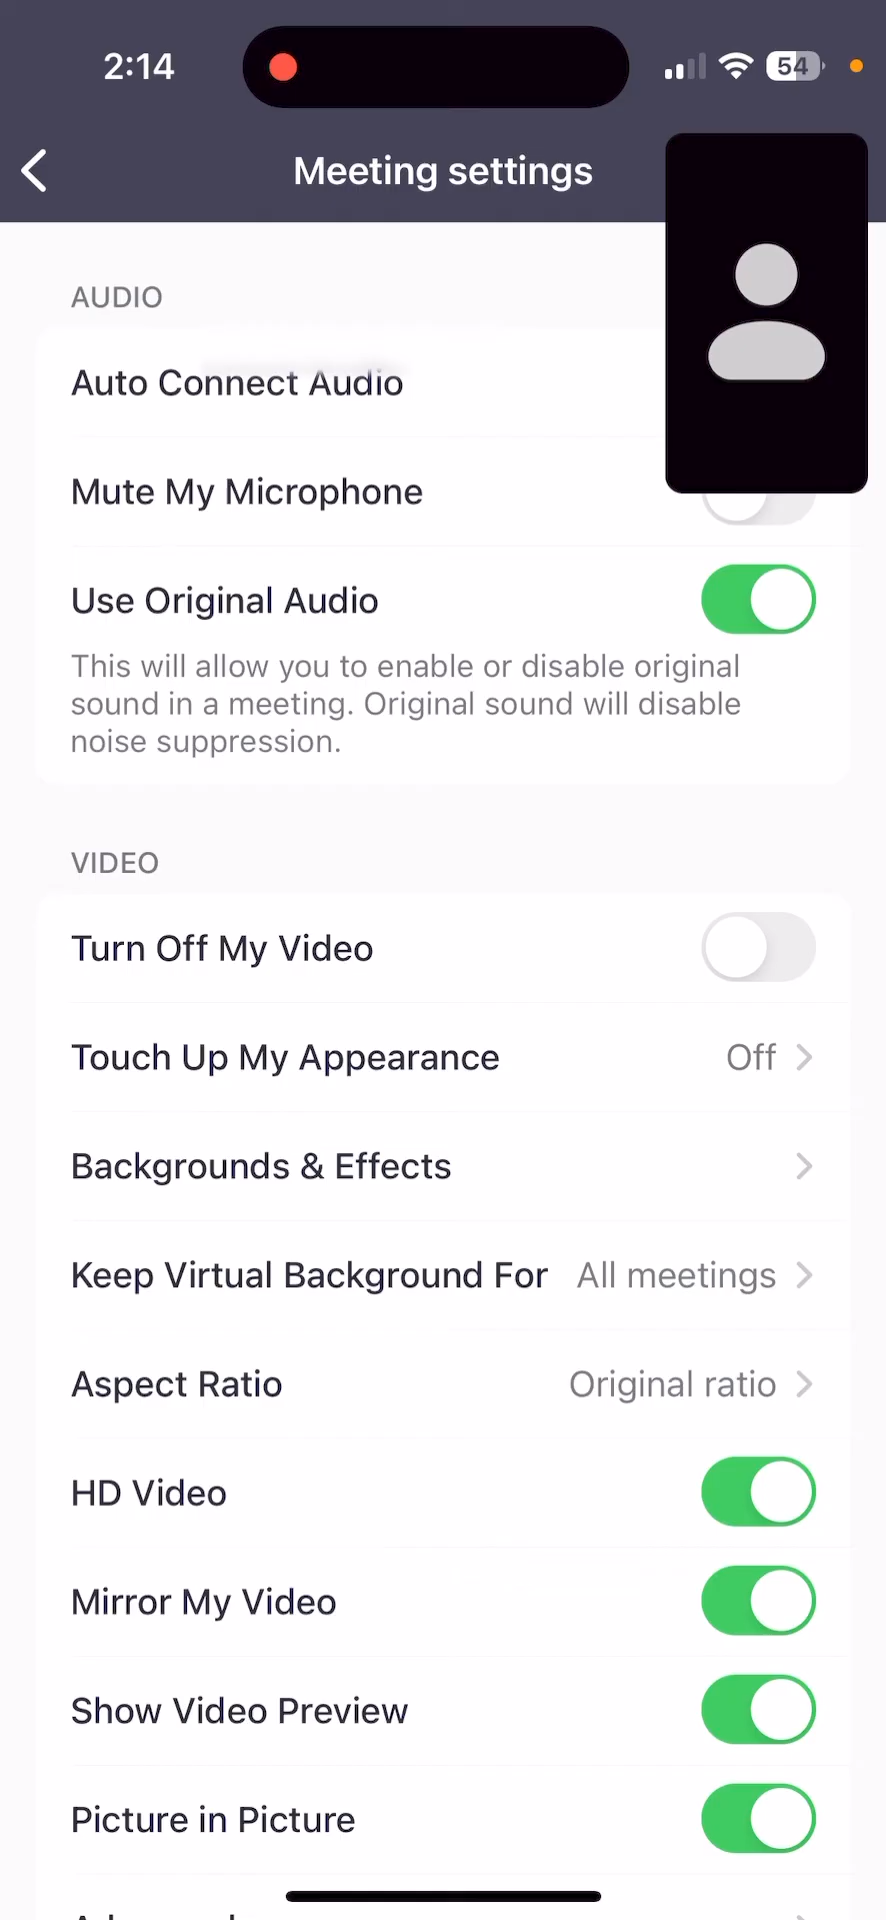 2:14
54
Meeting settings
AUDIO
Auto Connect Audio
Mute My Microphone
Use Original Audio
This will allow you to enable or disable original
sound in a meeting. Original sound will disable
noise suppression.
VIDEO
Turn Off My Video
Touch Up My Appearance Off
Backgrounds & Effects
Keep Virtual Background For All meetings
Aspect Ratio Original ratio
HD Video
Mirror My Video
Show Video Preview
Picture in Picture